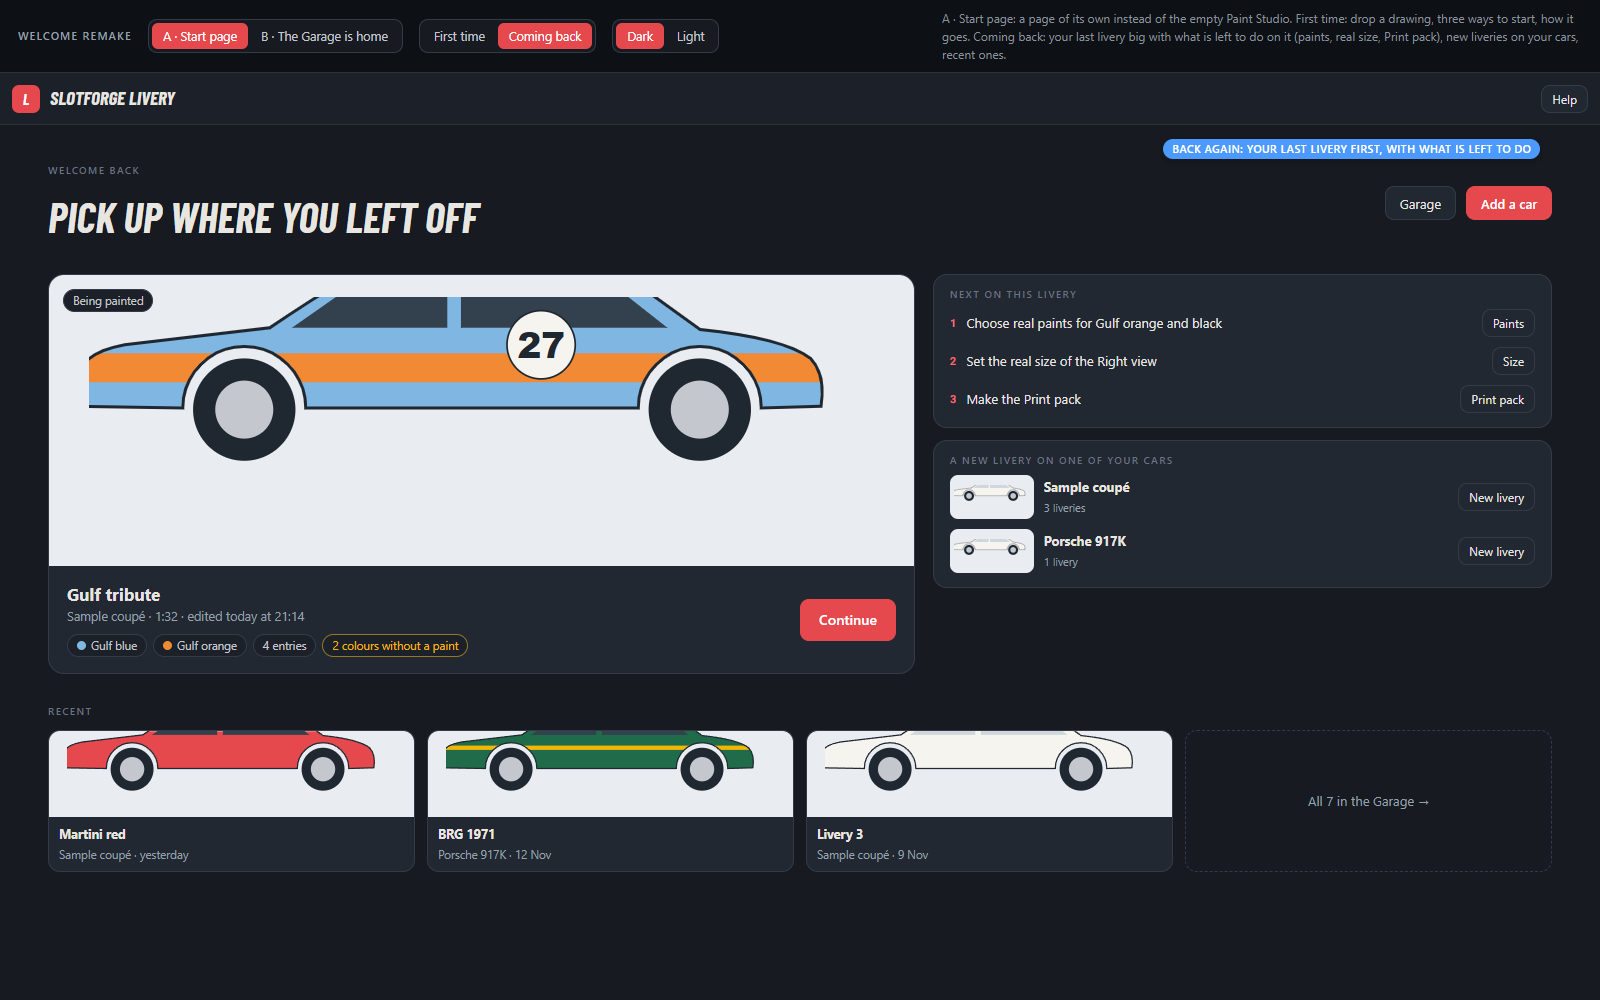 WELCOME REMAKE
A · Start page
B · The Garage is home
First time
Coming back
Dark
Light
A · Start page: a page of its own instead of the empty Paint Studio. First time: drop a drawing, three ways to start, how it
goes. Coming back: your last livery big with what is left to do on it (paints, real size, Print pack), new liveries on your cars,
recent ones.
L
SLOTFORGE LIVERY
Help
BACK AGAIN: YOUR LAST LIVERY FIRST, WITH WHAT IS LEFT TO DO
WELCOME BACK
PICK UP WHERE YOU LEFT OFF
Garage
Add a car
Being painted
27
Gulf tribute
Sample coupé · 1:32 · edited today at 21:14
Gulf blue
Gulf orange
4 entries
2 colours without a paint
Continue
NEXT ON THIS LIVERY
1 Choose real paints for Gulf orange and black
Paints
2 Set the real size of the Right view
Size
3 Make the Print pack
Print pack
A NEW LIVERY ON ONE OF YOUR CARS
Sample coupé
3 liveries
New livery
Porsche 917K
1 livery
New livery
RECENT
Martini red
Sample coupé · yesterday
BRG 1971
Porsche 917K · 12 Nov
Livery 3
Sample coupé · 9 Nov
All 7 in the Garage →